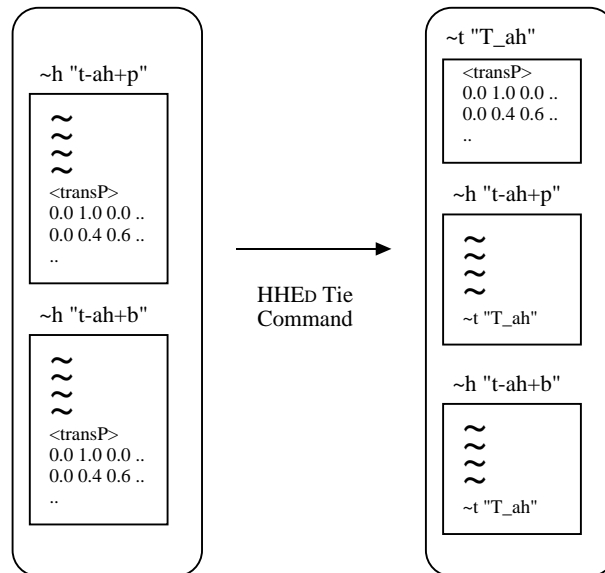 ~h "t-ah+p"
~
~
~
~
<transP>
0.0 1.0 0.0 ..
0.0 0.4 0.6 ..
..
~h "t-ah+b"
~
~
~
~
<transP>
0.0 1.0 0.0 ..
0.0 0.4 0.6 ..
..
HHED Tie
Command
~t "T_ah"
<transP>
0.0 1.0 0.0 ..
0.0 0.4 0.6 ..
..
~h "t-ah+p"
~
~
~
~
~t "T_ah"
~h "t-ah+b"
~
~
~
~
~t "T_ah"